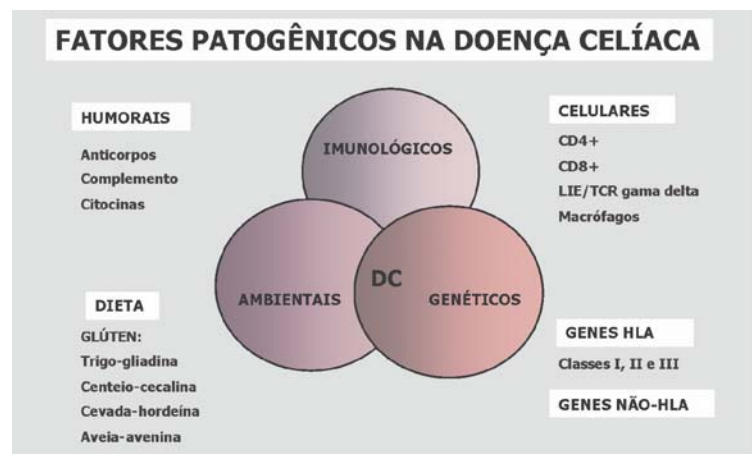 FATORES PATOGÊNICOS NA DOENÇA CELÍACA
HUMORAIS
Anticorpos
Complemento
Citocinas
IMUNOLÓGICOS
CELULARES
CD4+
CD8+
LIE/TCR gama delta
Macrófagos
AMBIENTAIS
DC
GENÉTICOS
DIETA
GLÚTEN:
Trigo-gliadina
Centeio-cecalina
Cevada-hordeína
Aveia-avenina
GENES HLA
Classes I, II e III
GENES NÃO-HLA